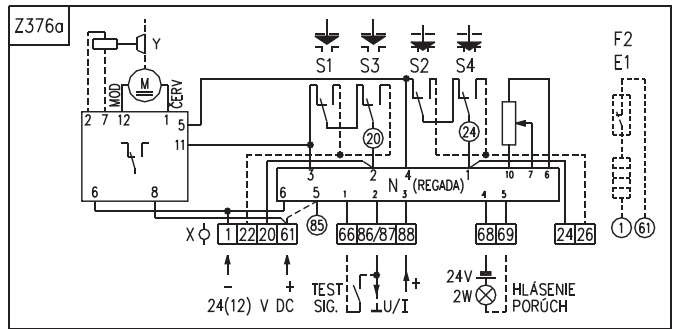 Z376a
Y
M
MOD
ČERV
2 7 12 1
5
11
6 8
S1 S3 S2 S4
20
24
F2
E1
3 2 4 1 10 7 6
N (REGADA)
6 5 1 2 3 4 5
X
1 22 20 61
85
66 86/87 88
68 69
24 26
1 61
- +
24(12) V DC
TEST
SIG.
U/I
+
24V
2W
HLÁSENIE
PORÚCH